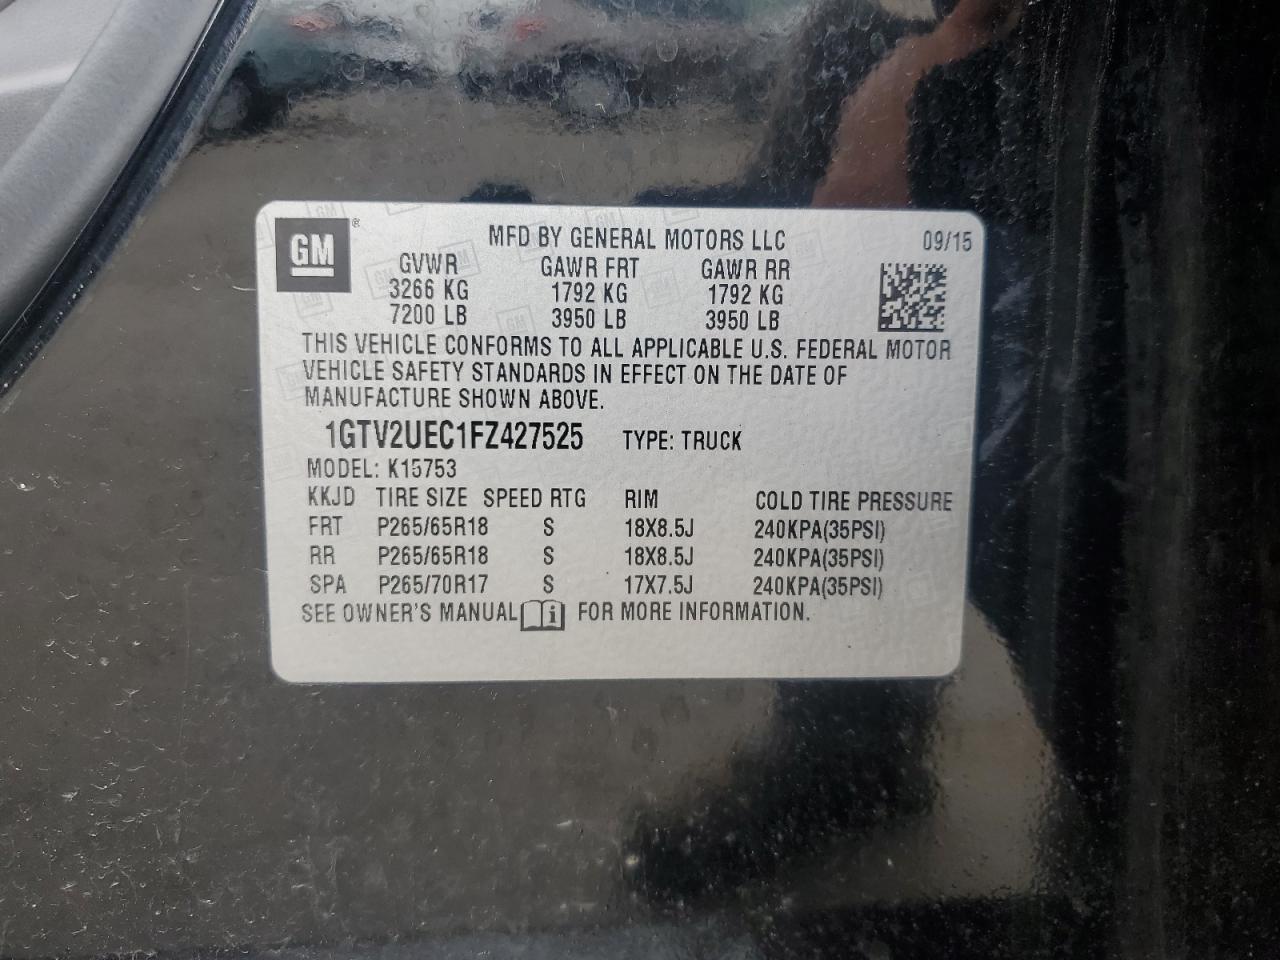 GM ®
MFD BY GENERAL MOTORS LLC 09/15
GVWR GAWR FRT GAWR RR
3266 KG 1792 KG 1792 KG
7200 LB 3950 LB 3950 LB
THIS VEHICLE CONFORMS TO ALL APPLICABLE U.S. FEDERAL MOTOR
VEHICLE SAFETY STANDARDS IN EFFECT ON THE DATE OF
MANUFACTURE SHOWN ABOVE.
1GTV2UEC1FZ427525 TYPE: TRUCK
MODEL: K15753
KKJD TIRE SIZE SPEED RTG RIM COLD TIRE PRESSURE
FRT P265/65R18 S 18X8.5J 240KPA(35PSI)
RR P265/65R18 S 18X8.5J 240KPA(35PSI)
SPA P265/70R17 S 17X7.5J 240KPA(35PSI)
SEE OWNER'S MANUAL i FOR MORE INFORMATION.